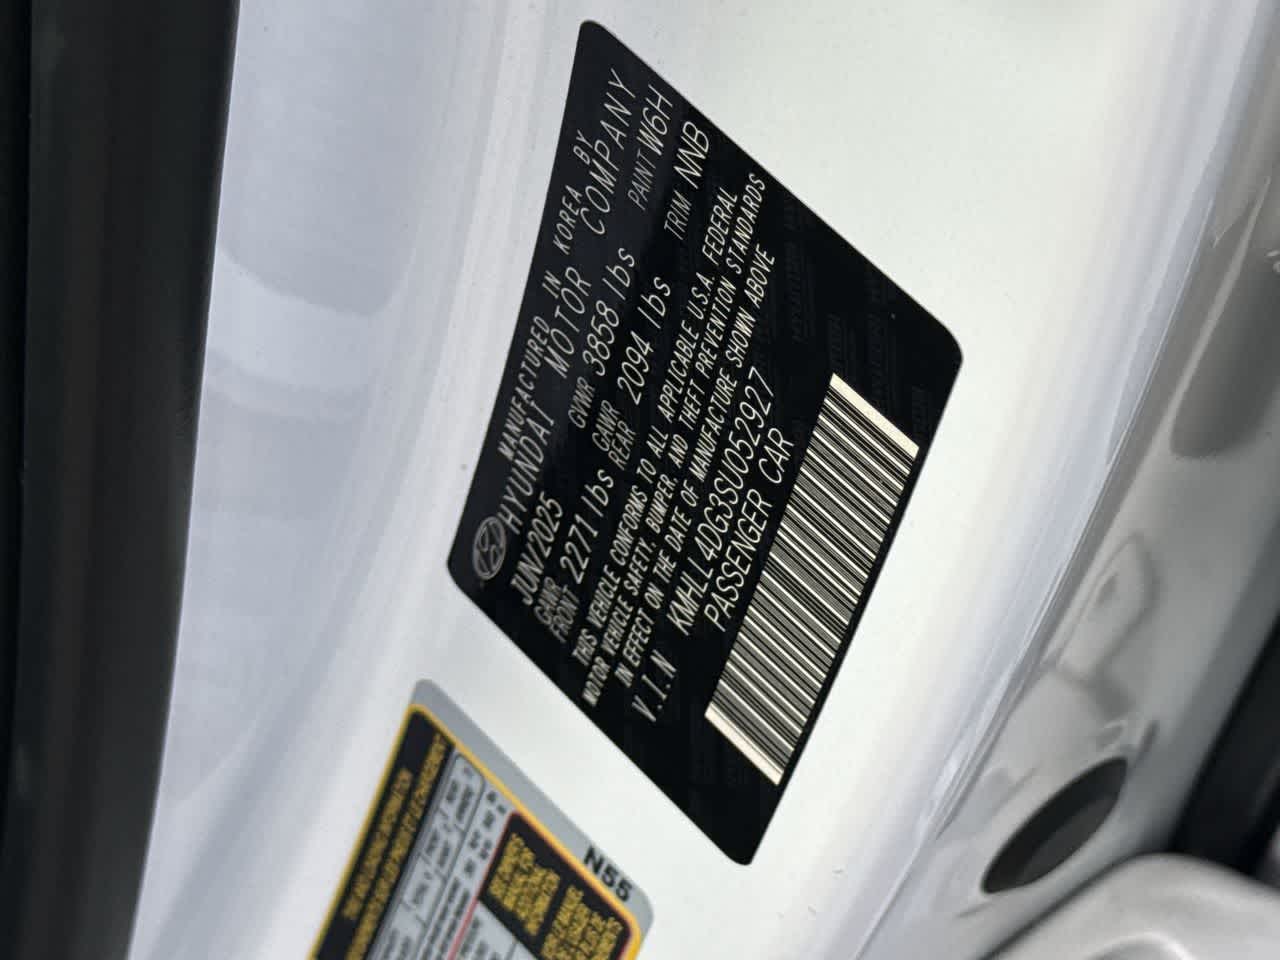 MANUFACTURED IN KOREA BY
HYUNDAI MOTOR COMPANY
JUN/2025 GVWR 3858 lbs PAINT W6H
GAWR FRONT 2271 lbs GAWR REAR 2094 lbs TRIM NNB
THIS VEHICLE CONFORMS TO ALL APPLICABLE U.S.A. FEDERAL
MOTOR VEHICLE SAFETY, BUMPER, AND THEFT PREVENTION STANDARDS
IN EFFECT ON THE DATE OF MANUFACTURE SHOWN ABOVE
V.I.N KMHLL4DG3SU052927
PASSENGER CAR
N55